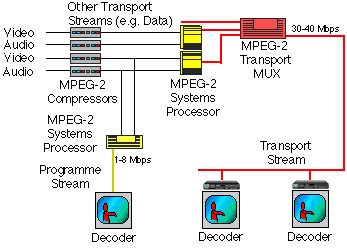 Other Transport
Streams (e.g. Data)
Video
Audio
Video
Audio
30-40 Mbps
MPEG-2
Compressors
MPEG-2
Systems
Processor
MPEG-2
Transport
MUX
MPEG-2
Systems
Processor
1-8 Mbps
Programme
Stream
Transport
Stream
Decoder
Decoder
Decoder